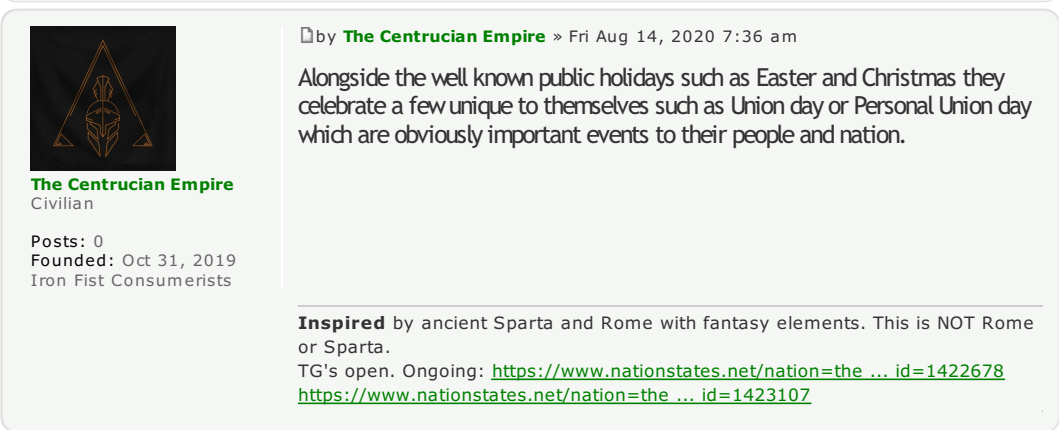 by The Centrucian Empire » Fri Aug 14, 2020 7:36 am
Alongside the well known public holidays such as Easter and Christmas they
celebrate a few unique to themselves such as Union day or Personal Union day
which are obviously important events to their people and nation.
The Centrucian Empire
Civilian
Posts: 0
Founded: Oct 31, 2019
Iron Fist Consumerists
Inspired by ancient Sparta and Rome with fantasy elements. This is NOT Rome
or Sparta.
TG's open. Ongoing: https://www.nationstates.net/nation=the ... id=1422678
https://www.nationstates.net/nation=the ... id=1423107